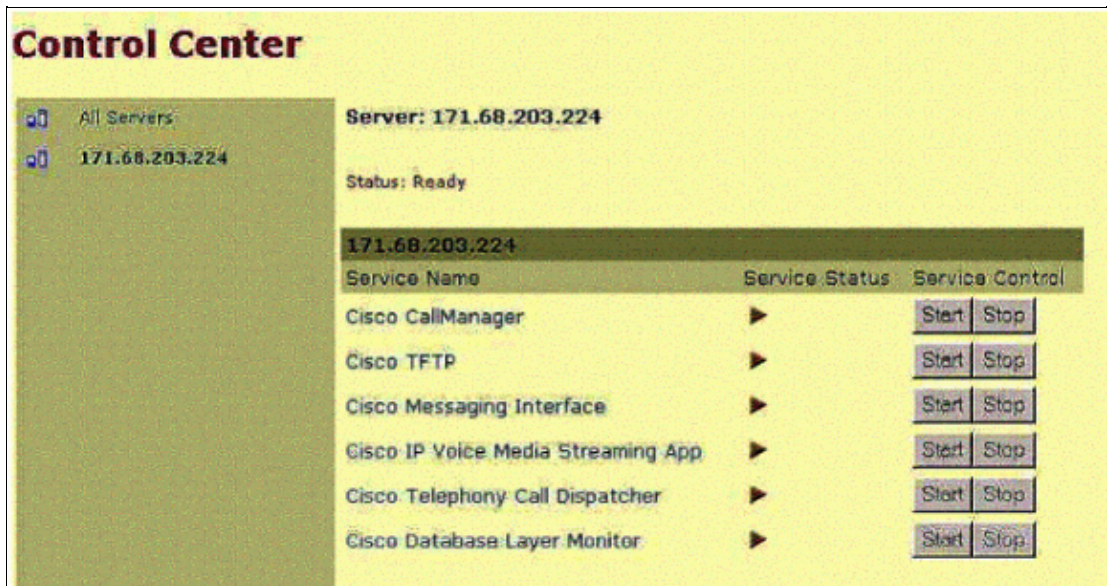 Control Center
All Servers
171.68.203.224
Server: 171.68.203.224
Status: Ready
171.68.203.224
Service Name Service Status Service Control
Cisco CallManager Start Stop
Cisco TFTP Start Stop
Cisco Messaging Interface Start Stop
Cisco IP Voice Media Streaming App Start Stop
Cisco Telephony Call Dispatcher Start Stop
Cisco Database Layer Monitor Start Stop